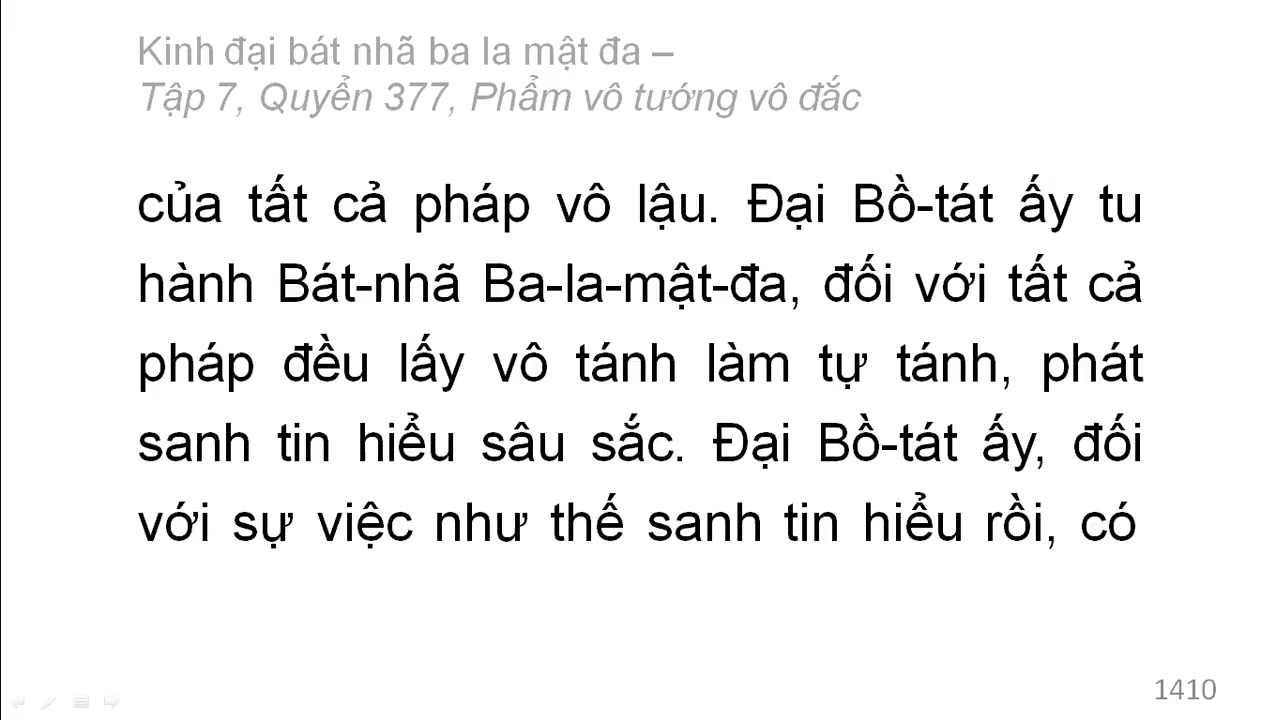 Kinh đại bát nhã ba la mật đa –
Tập 7, Quyển 377, Phẩm vô tướng vô đắc
của tất cả pháp vô lậu. Đại Bồ-tát ấy tu
hành Bát-nhã Ba-la-mật-đa, đối với tất cả
pháp đều lấy vô tánh làm tự tánh, phát
sanh tin hiểu sâu sắc. Đại Bồ-tát ấy, đối
với sự việc như thế sanh tin hiểu rồi, có
1410